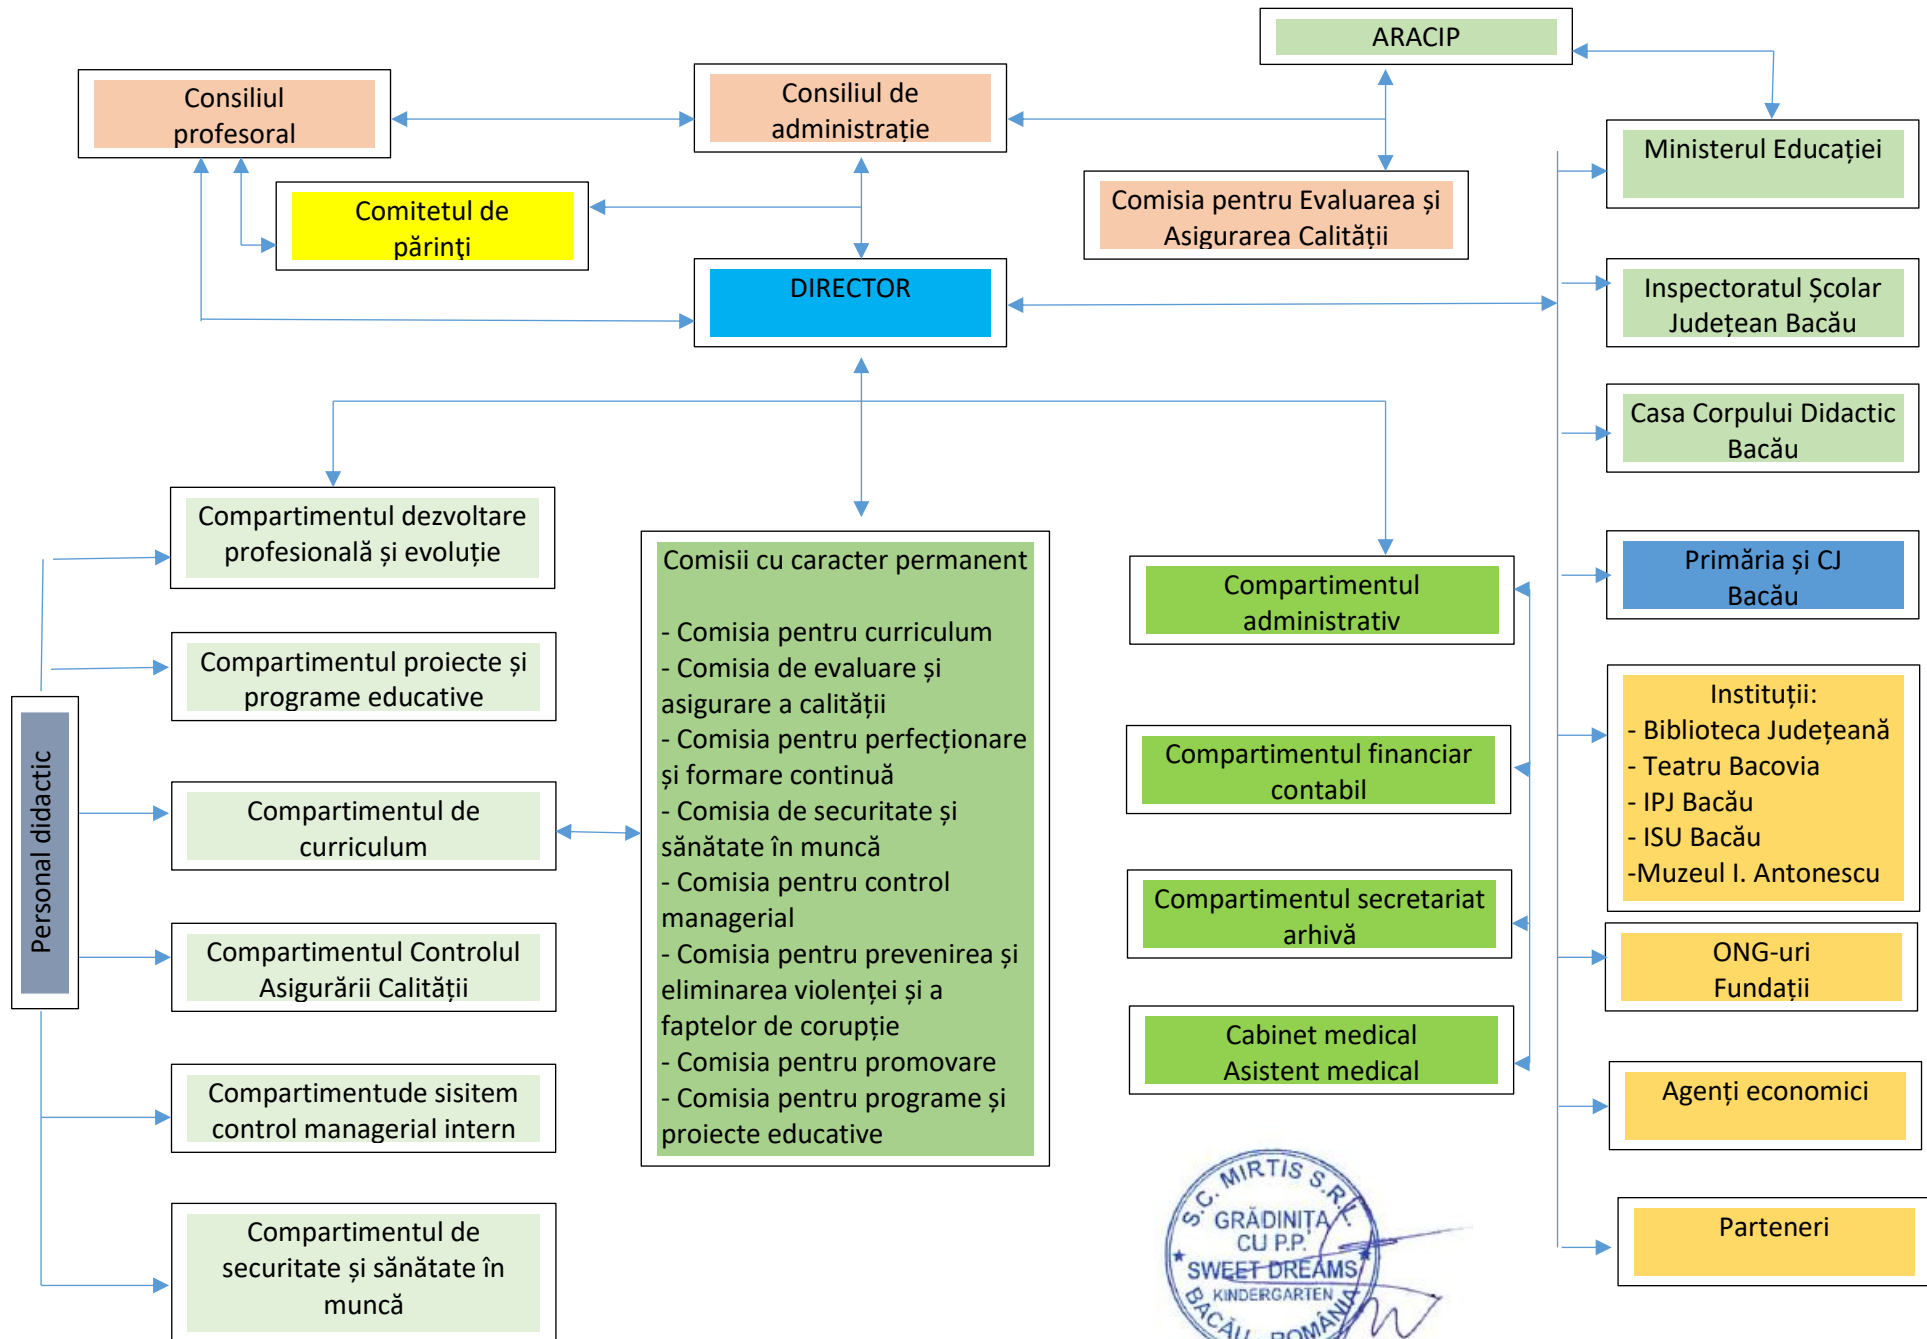 ARACIP
Consiliul
profesoral
Consiliul de
administrație
Ministerul Educației
Comitetul de
părinţi
Comisia pentru Evaluarea și
Asigurarea Calității
DIRECTOR
Inspectoratul Școlar
Județean Bacău
Casa Corpului Didactic
Bacău
Compartimentul dezvoltare
profesională și evoluție
Compartimentul proiecte și
programe educative
Compartimentul de
curriculum
Compartimentul Controlul
Asigurării Calității
Compartimentude sisitem
control managerial intern
Compartimentul de
securitate și sănătate în
muncă
Personal didactic
Comisii cu caracter permanent
- Comisia pentru curriculum
- Comisia de evaluare și
asigurare a calității
- Comisia pentru perfecționare
și formare continuă
- Comisia de securitate și
sănătate în muncă
- Comisia pentru control
managerial
- Comisia pentru prevenirea și
eliminarea violenței și a
faptelor de corupție
- Comisia pentru promovare
- Comisia pentru programe și
proiecte educative
Compartimentul
administrativ
Compartimentul financiar
contabil
Compartimentul secretariat
arhivă
Cabinet medical
Asistent medical
Primăria și CJ
Bacău
Instituții:
- Biblioteca Județeană
- Teatru Bacovia
- IPJ Bacău
- ISU Bacău
-Muzeul I. Antonescu
ONG-uri
Fundații
Agenți economici
Parteneri
S.C. MIRTIS S.R.L.
GRĂDINIȚA
CU P.P.
SWEET DREAMS
KINDERGARTEN
BACĂU - ROMÂNIA